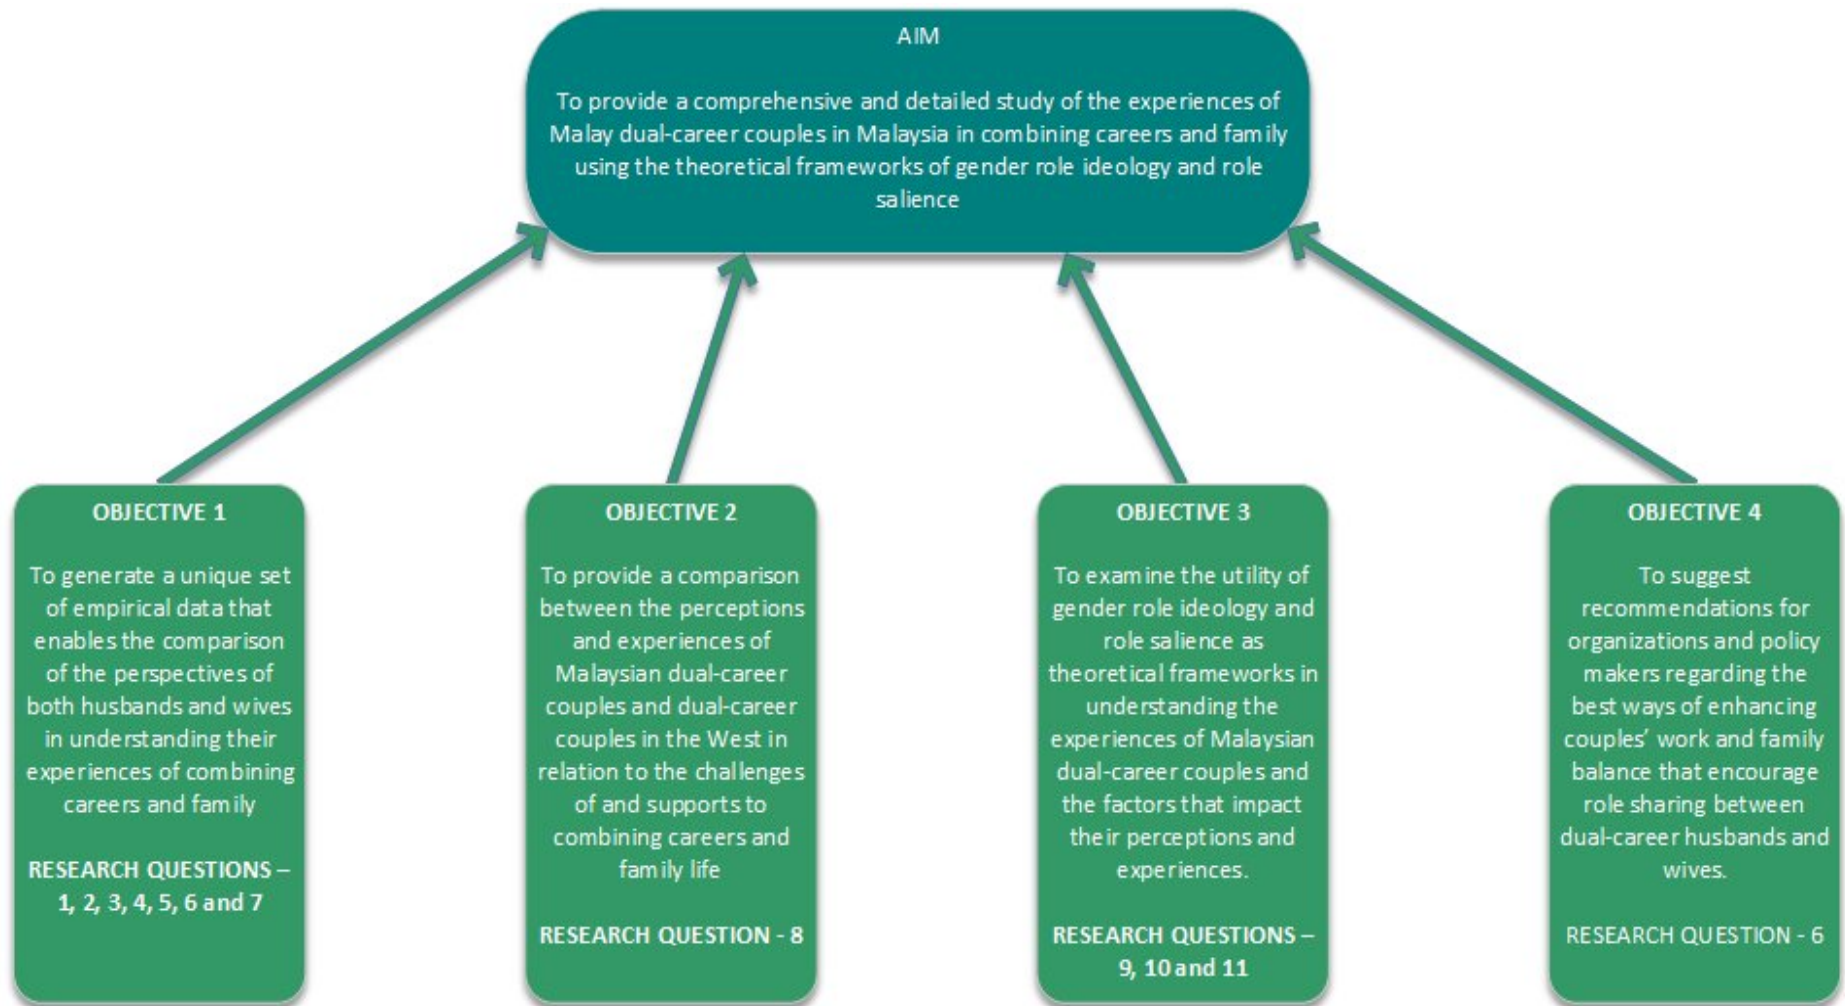 AIM
To provide a comprehensive and detailed study of the experiences of
Malay dual-career couples in Malaysia in combining careers and family
using the theoretical frameworks of gender role ideology and role
salience
OBJECTIVE 1
To generate a unique set
of empirical data that
enables the comparison
of the perspectives of
both husbands and wives
in understanding their
experiences of combining
careers and family
RESEARCH QUESTIONS –
1, 2, 3, 4, 5, 6 and 7
OBJECTIVE 2
To provide a comparison
between the perceptions
and experiences of
Malaysian dual-career
couples and dual-career
couples in the West in
relation to the challenges
of and supports to
combining careers and
family life
RESEARCH QUESTION - 8
OBJECTIVE 3
To examine the utility of
gender role ideology and
role salience as
theoretical frameworks in
understanding the
experiences of Malaysian
dual-career couples and
the factors that impact
their perceptions and
experiences.
RESEARCH QUESTIONS –
9, 10 and 11
OBJECTIVE 4
To suggest
recommendations for
organizations and policy
makers regarding the
best ways of enhancing
couples’ work and family
balance that encourage
role sharing between
dual-career husbands and
wives.
RESEARCH QUESTION - 6